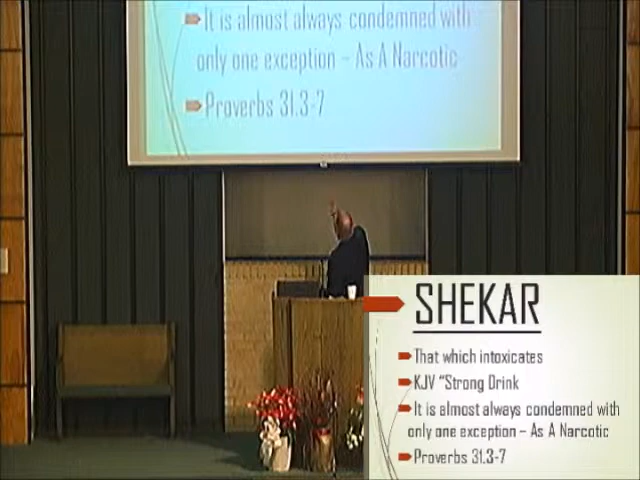 It is almost always condemned with
only one exception – As A Narcotic
Proverbs 31.3-7
SHEKAR
That which intoxicates
KJV "Strong Drink
It is almost always condemned with
only one exception – As A Narcotic
Proverbs 31.3-7